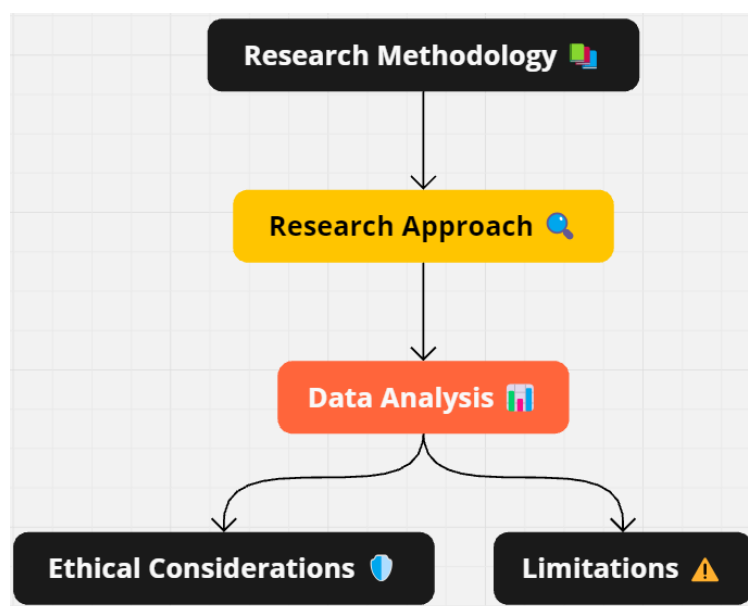 Research Methodology 📚
Research Approach 🔍
Data Analysis 📊
Ethical Considerations 🛡️
Limitations ⚠️